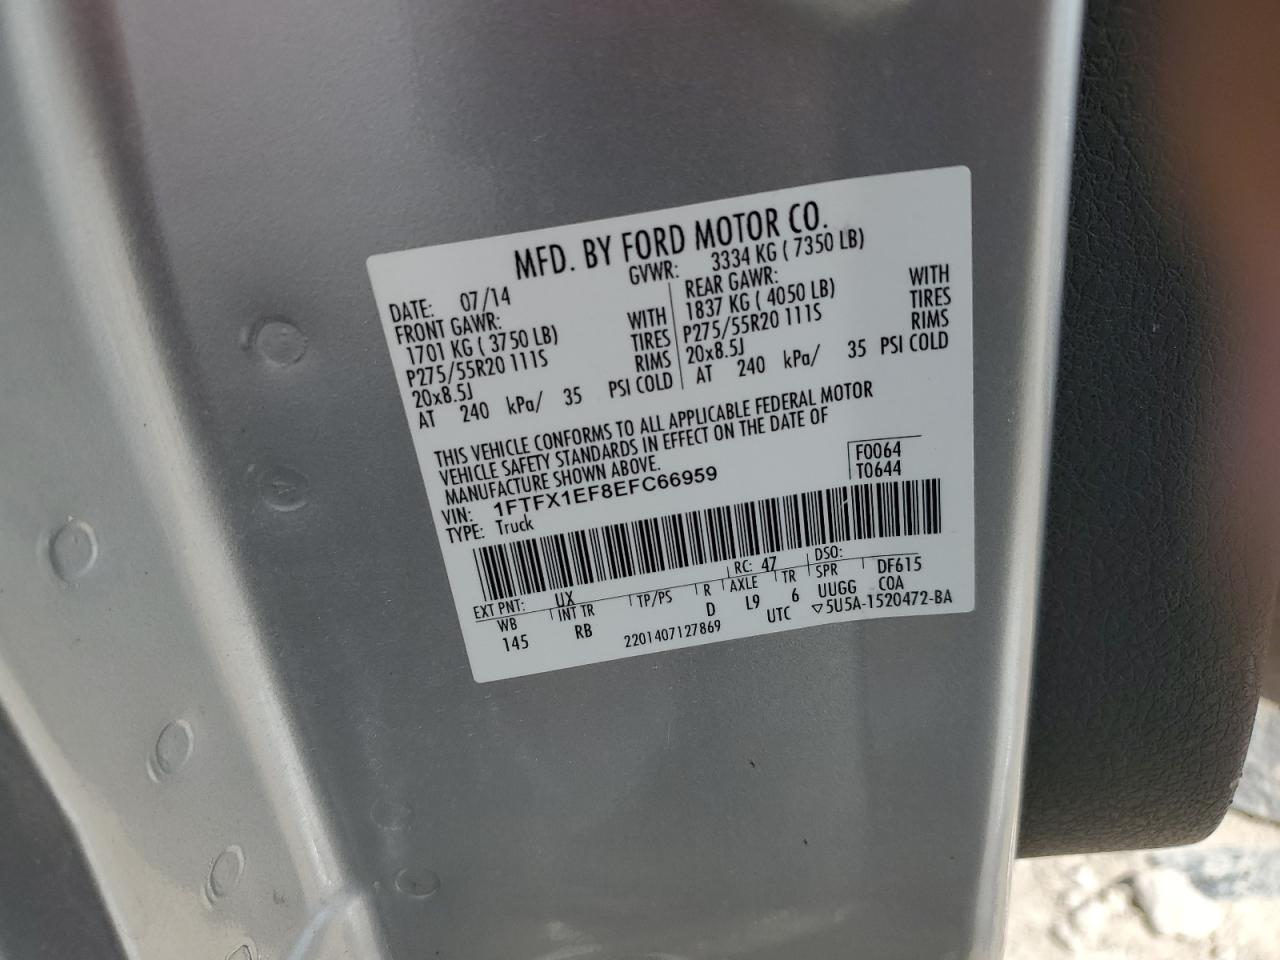 MFD. BY FORD MOTOR CO.
DATE: 07/14 GVWR: 3334 KG ( 7350 LB)
FRONT GAWR:
1701 KG ( 3750 LB) WITH
P275/55R20 111S TIRES
20x8.5J RIMS
AT 240 kPa/ 35 PSI COLD
REAR GAWR:
1837 KG ( 4050 LB) WITH
P275/55R20 111S TIRES
20x8.5J RIMS
AT 240 kPa/ 35 PSI COLD
THIS VEHICLE CONFORMS TO ALL APPLICABLE FEDERAL MOTOR
VEHICLE SAFETY STANDARDS IN EFFECT ON THE DATE OF
MANUFACTURE SHOWN ABOVE.
VIN: 1FTFX1EF8EFC66959
TYPE: Truck
F0064
T0644
EXT PNT: UX RC: 47 DSO:
WB INT TR TP/PS R AXLE TR SPR DF615
145 RB D L9 6 UUGG COA
2201407127869 UTC ▽5U5A-1520472-BA